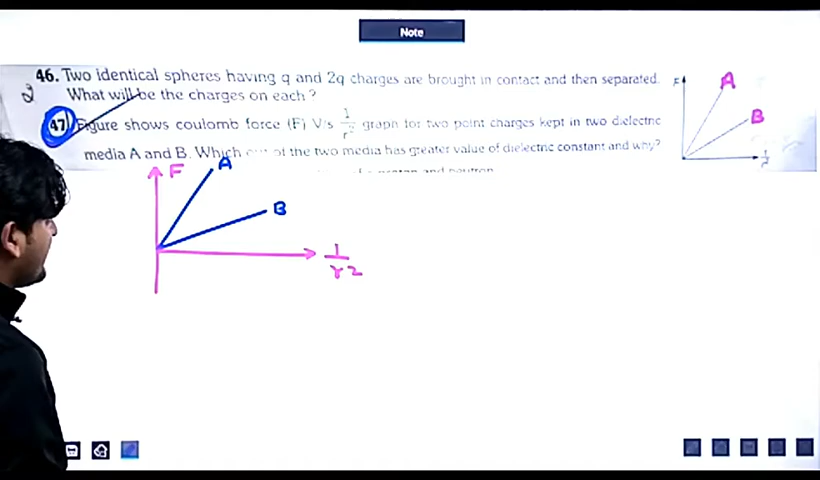 Note
46. Two identical spheres having q and 2q charges are brought in contact and then separated.
What will be the charges on each ?
47. Figure shows coulomb force (F) V/s 1/r² graph for two point charges kept in two dielectric
media A and B. Which out of the two media has greater value of dielectric constant and why?
and neutron
F
A
B
1/r²
F
A
B
1/r²